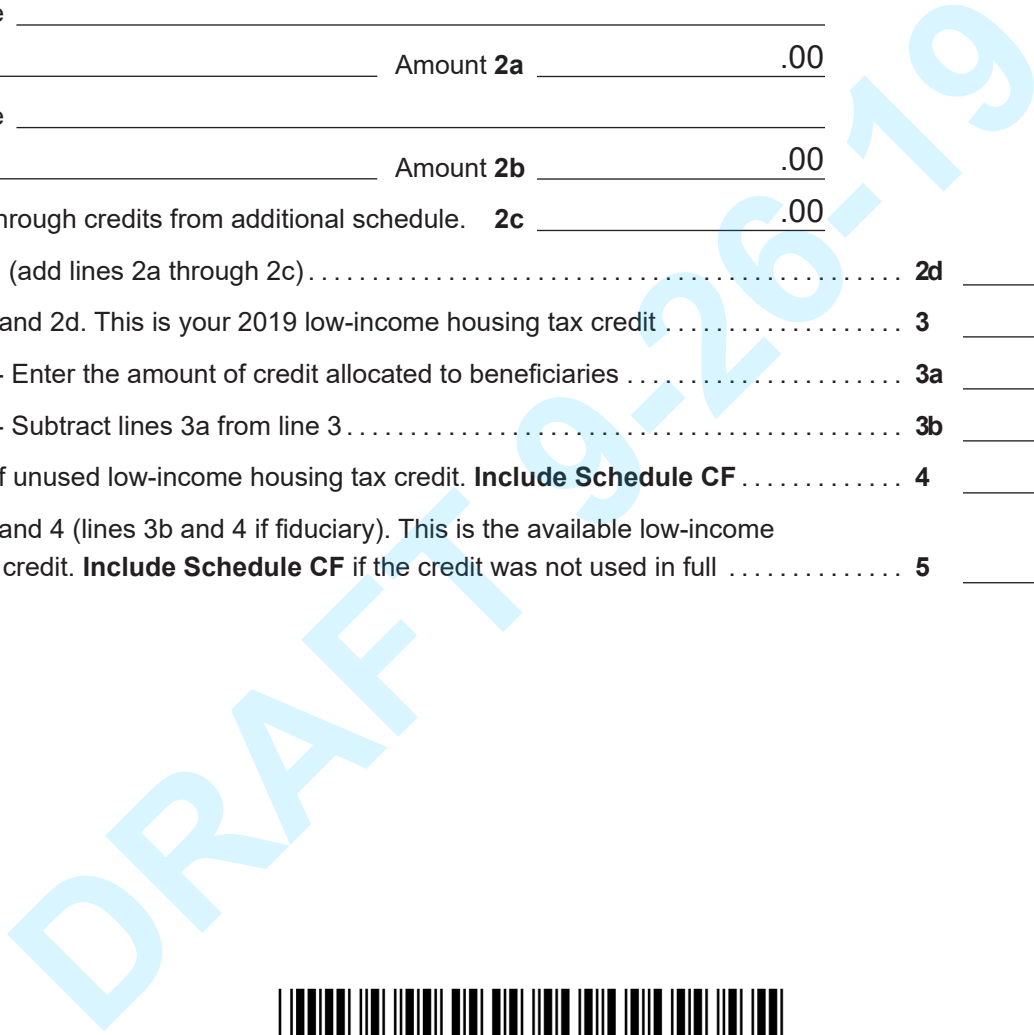 e
Amount 2a .00
e
Amount 2b .00
hrough credits from additional schedule. 2c .00
(add lines 2a through 2c) . . . . . . . . . . . . . . . . . . . . . . . . . . . . . . . . . . . . . . . . . . . . . . . 2d
and 2d. This is your 2019 low-income housing tax credit . . . . . . . . . . . . . . . . . . . 3
- Enter the amount of credit allocated to beneficiaries . . . . . . . . . . . . . . . . . . . . . 3a
- Subtract lines 3a from line 3 . . . . . . . . . . . . . . . . . . . . . . . . . . . . . . . . . . . . . . . . . . . 3b
f unused low-income housing tax credit. Include Schedule CF . . . . . . . . . . . . . 4
and 4 (lines 3b and 4 if fiduciary). This is the available low-income
credit. Include Schedule CF if the credit was not used in full . . . . . . . . . . . . . . 5
DRAFT 9-26-19